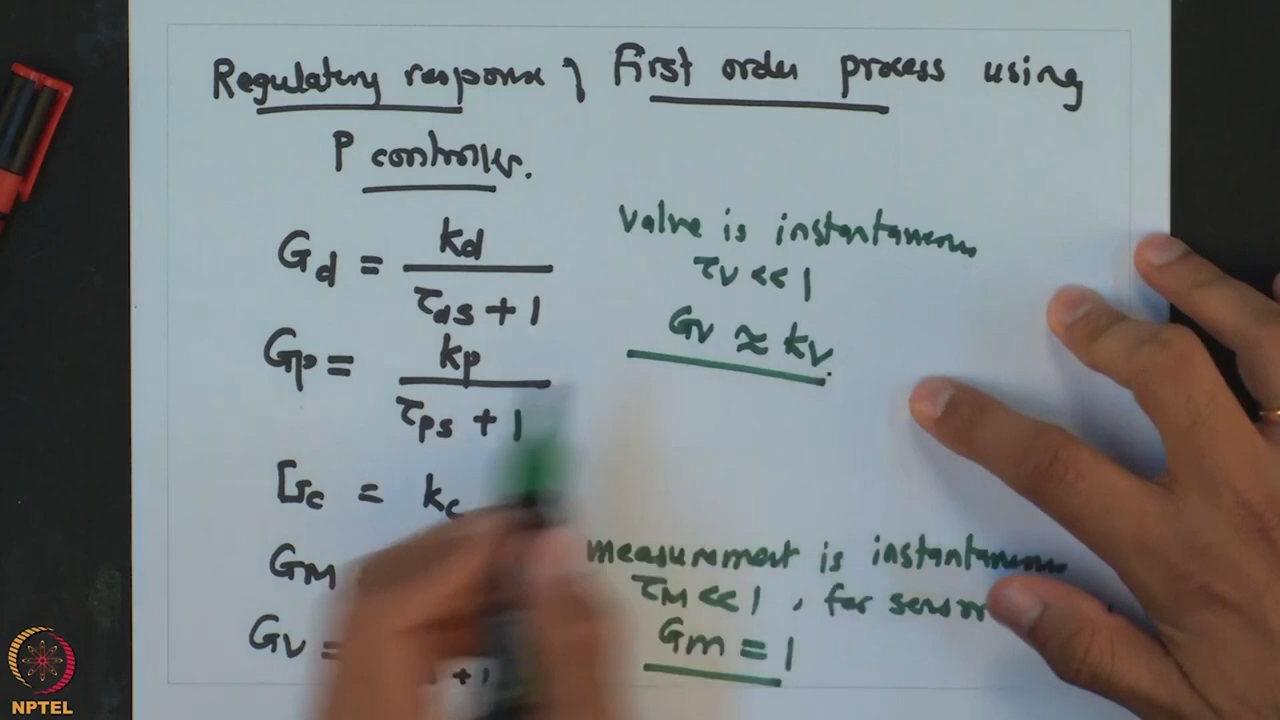 Regulatory response of First order process using
P controller.
Gd = kd / τds + 1
Gp = kp / τps + 1
Gc = kc
GM
Gv =
+ 1
valve is instantaneous
τv << 1
Gv ≈ kv.
measurement is instantaneous
τM << 1, for sensor
Gm = 1
NPTEL